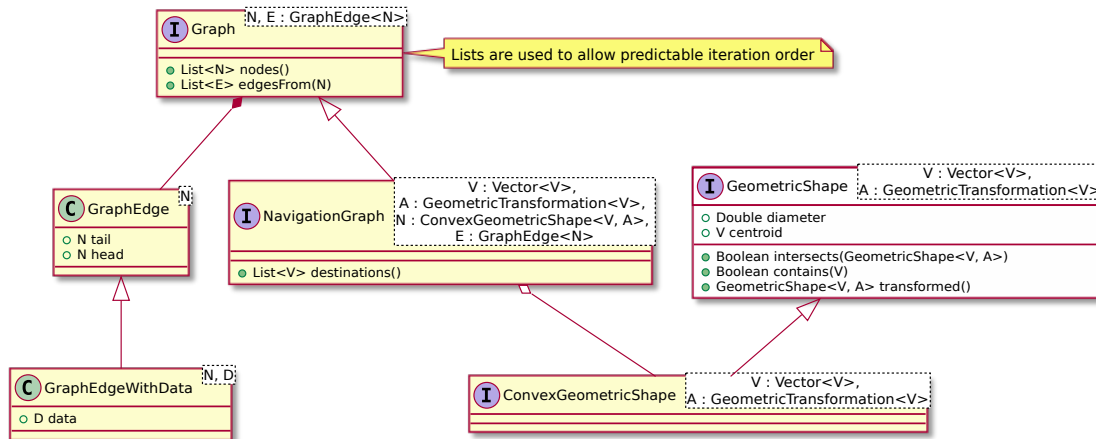 N, E : GraphEdge<N>
I Graph
List<N> nodes()
List<E> edgesFrom(N)
Lists are used to allow predictable iteration order
N
C GraphEdge
N tail
N head
V : Vector<V>,
A : GeometricTransformation<V>,
N : ConvexGeometricShape<V, A>,
E : GraphEdge<N>
I NavigationGraph
List<V> destinations()
V : Vector<V>,
A : GeometricTransformation<V>
I GeometricShape
Double diameter
V centroid
Boolean intersects(GeometricShape<V, A>)
Boolean contains(V)
GeometricShape<V, A> transformed()
N, D
C GraphEdgeWithData
D data
V : Vector<V>,
A : GeometricTransformation<V>
I ConvexGeometricShape